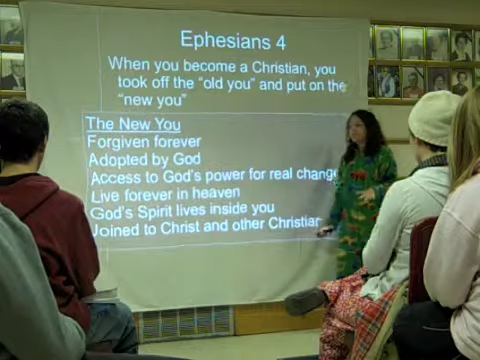 Ephesians 4
When you become a Christian, you
took off the "old you" and put on the
"new you"
The New You
Forgiven forever
Adopted by God
Access to God's power for real change
Live forever in heaven
God's Spirit lives inside you
Joined to Christ and other Christian